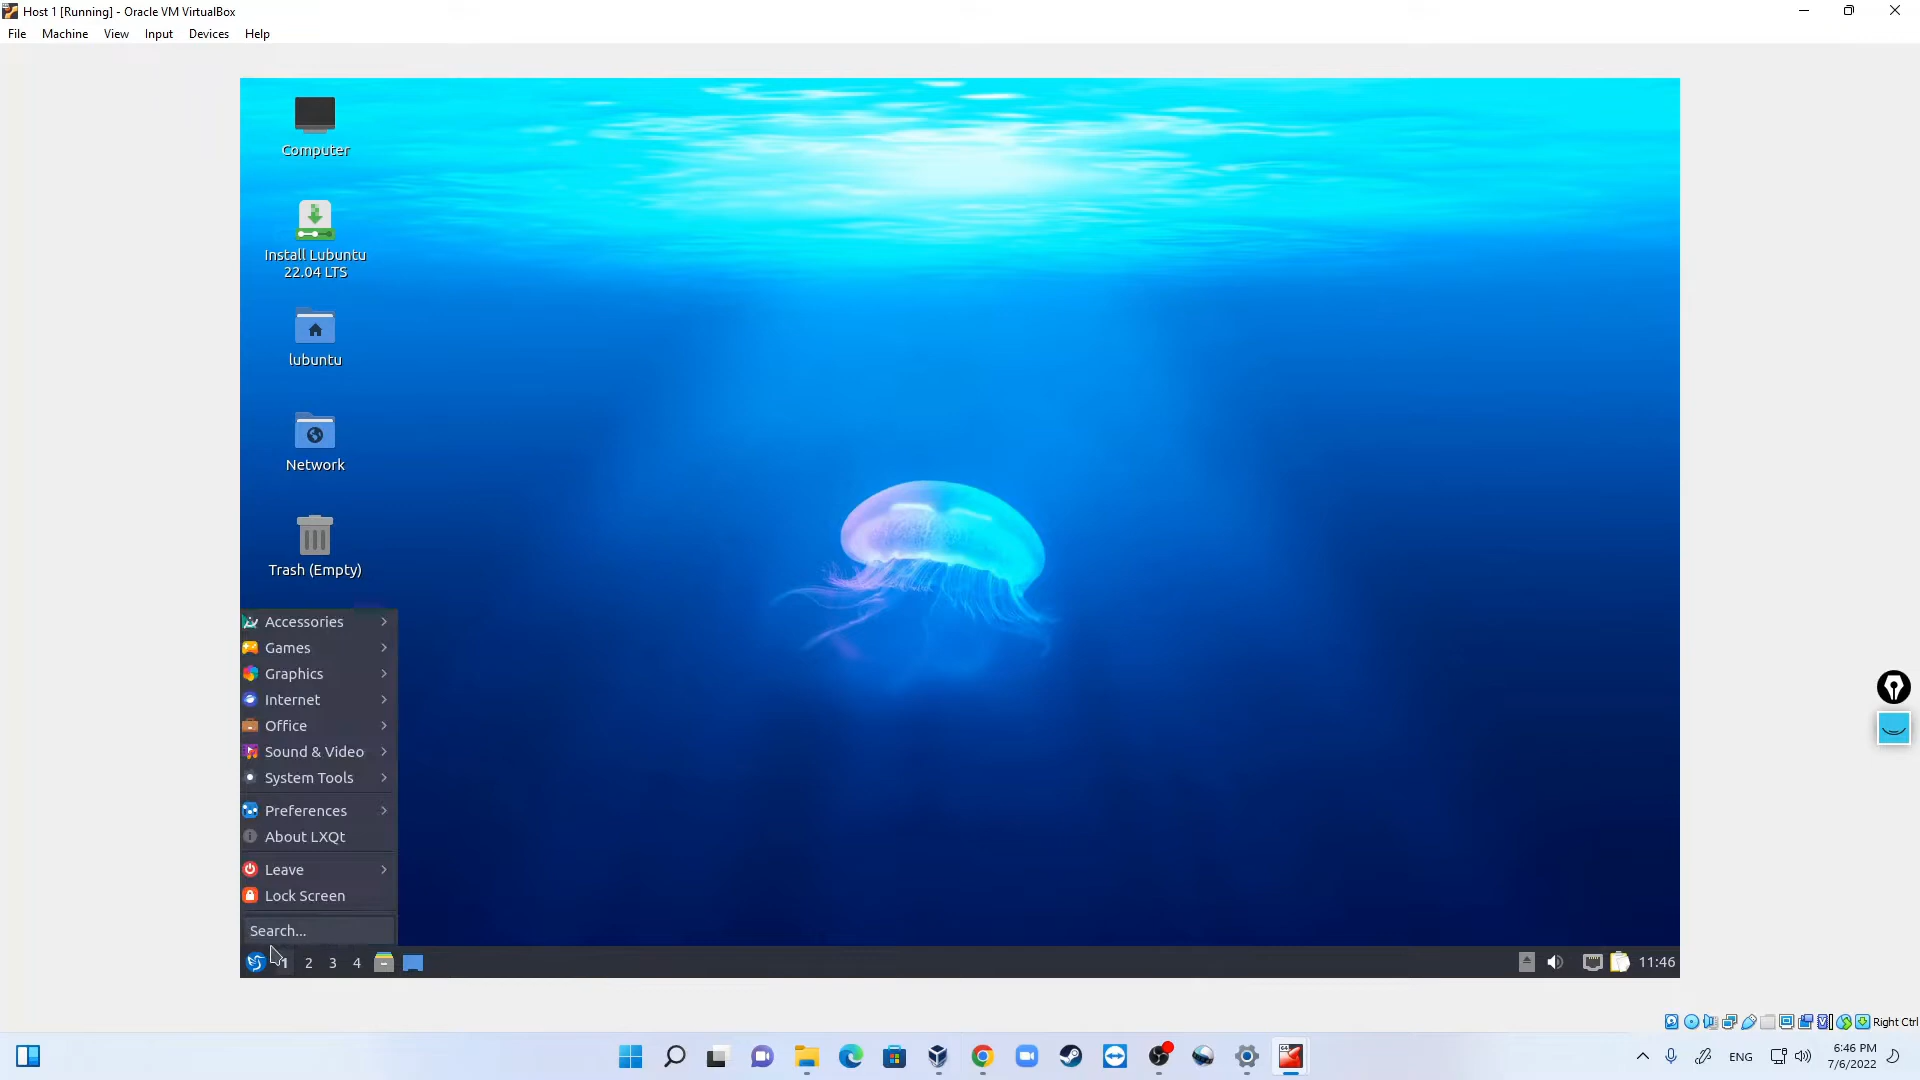 Host 1 [Running] - Oracle VM VirtualBox
File Machine View Input Devices Help
Computer
Install Lubuntu
22.04 LTS
lubuntu
Network
Trash (Empty)
Accessories
Games
Graphics
Internet
Office
Sound & Video
System Tools
Preferences
About LXQt
Leave
Lock Screen
Search...
1 2 3 4
11:46
Right Ctrl
ENG
6:46 PM
7/6/2022